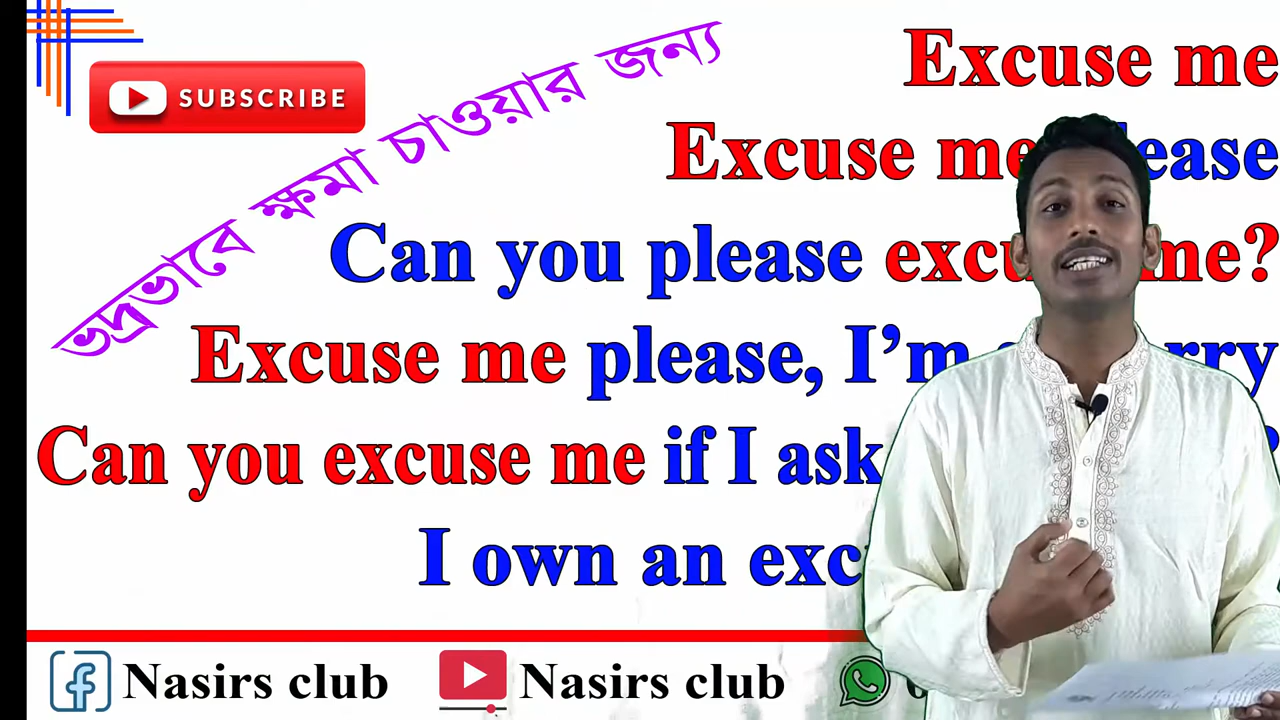 SUBSCRIBE
ভদ্রভাবে ক্ষমা চাওয়ার জন্য
Excuse me
Excuse me
Can you please me?
Excuse me please, I’m
Can you excuse me if I ask
I own an
Nasirs club
Nasirs club